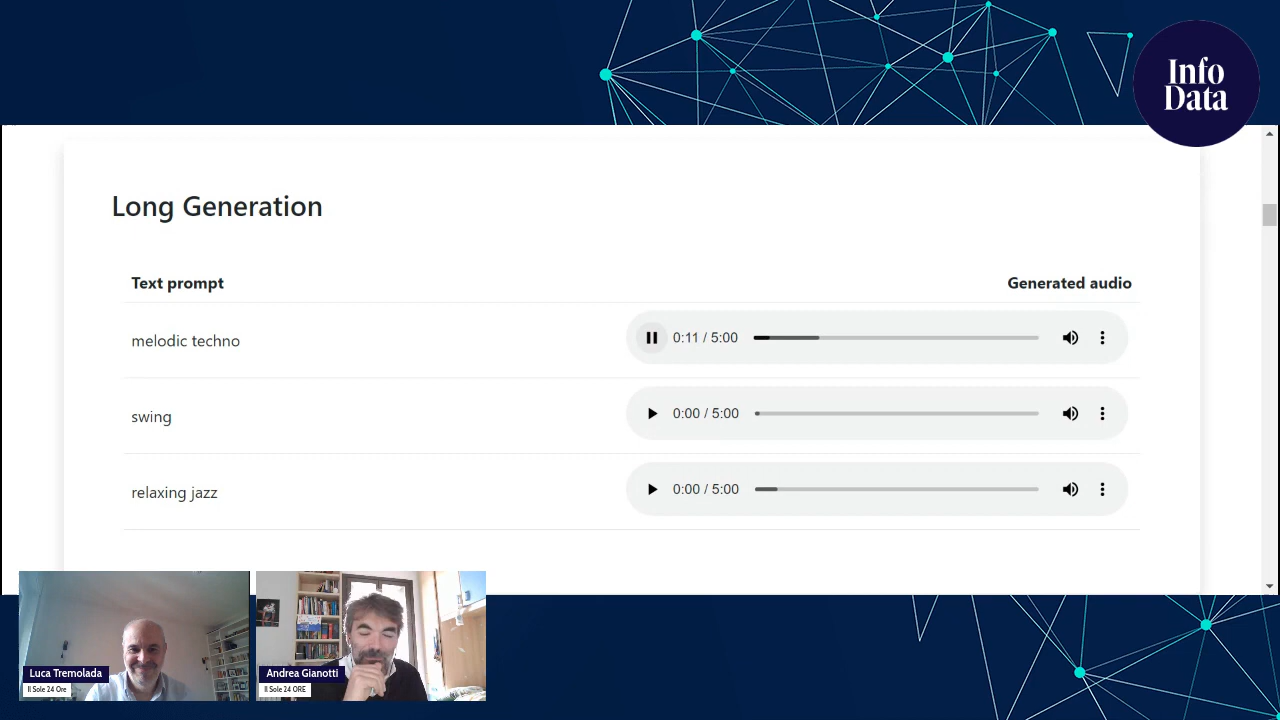 Info
Data
Long Generation
Text prompt
Generated audio
melodic techno
0:11 / 5:00
swing
0:00 / 5:00
relaxing jazz
0:00 / 5:00
Luca Tremolada
Il Sole 24 Ore
Andrea Gianotti
Il Sole 24 ORE